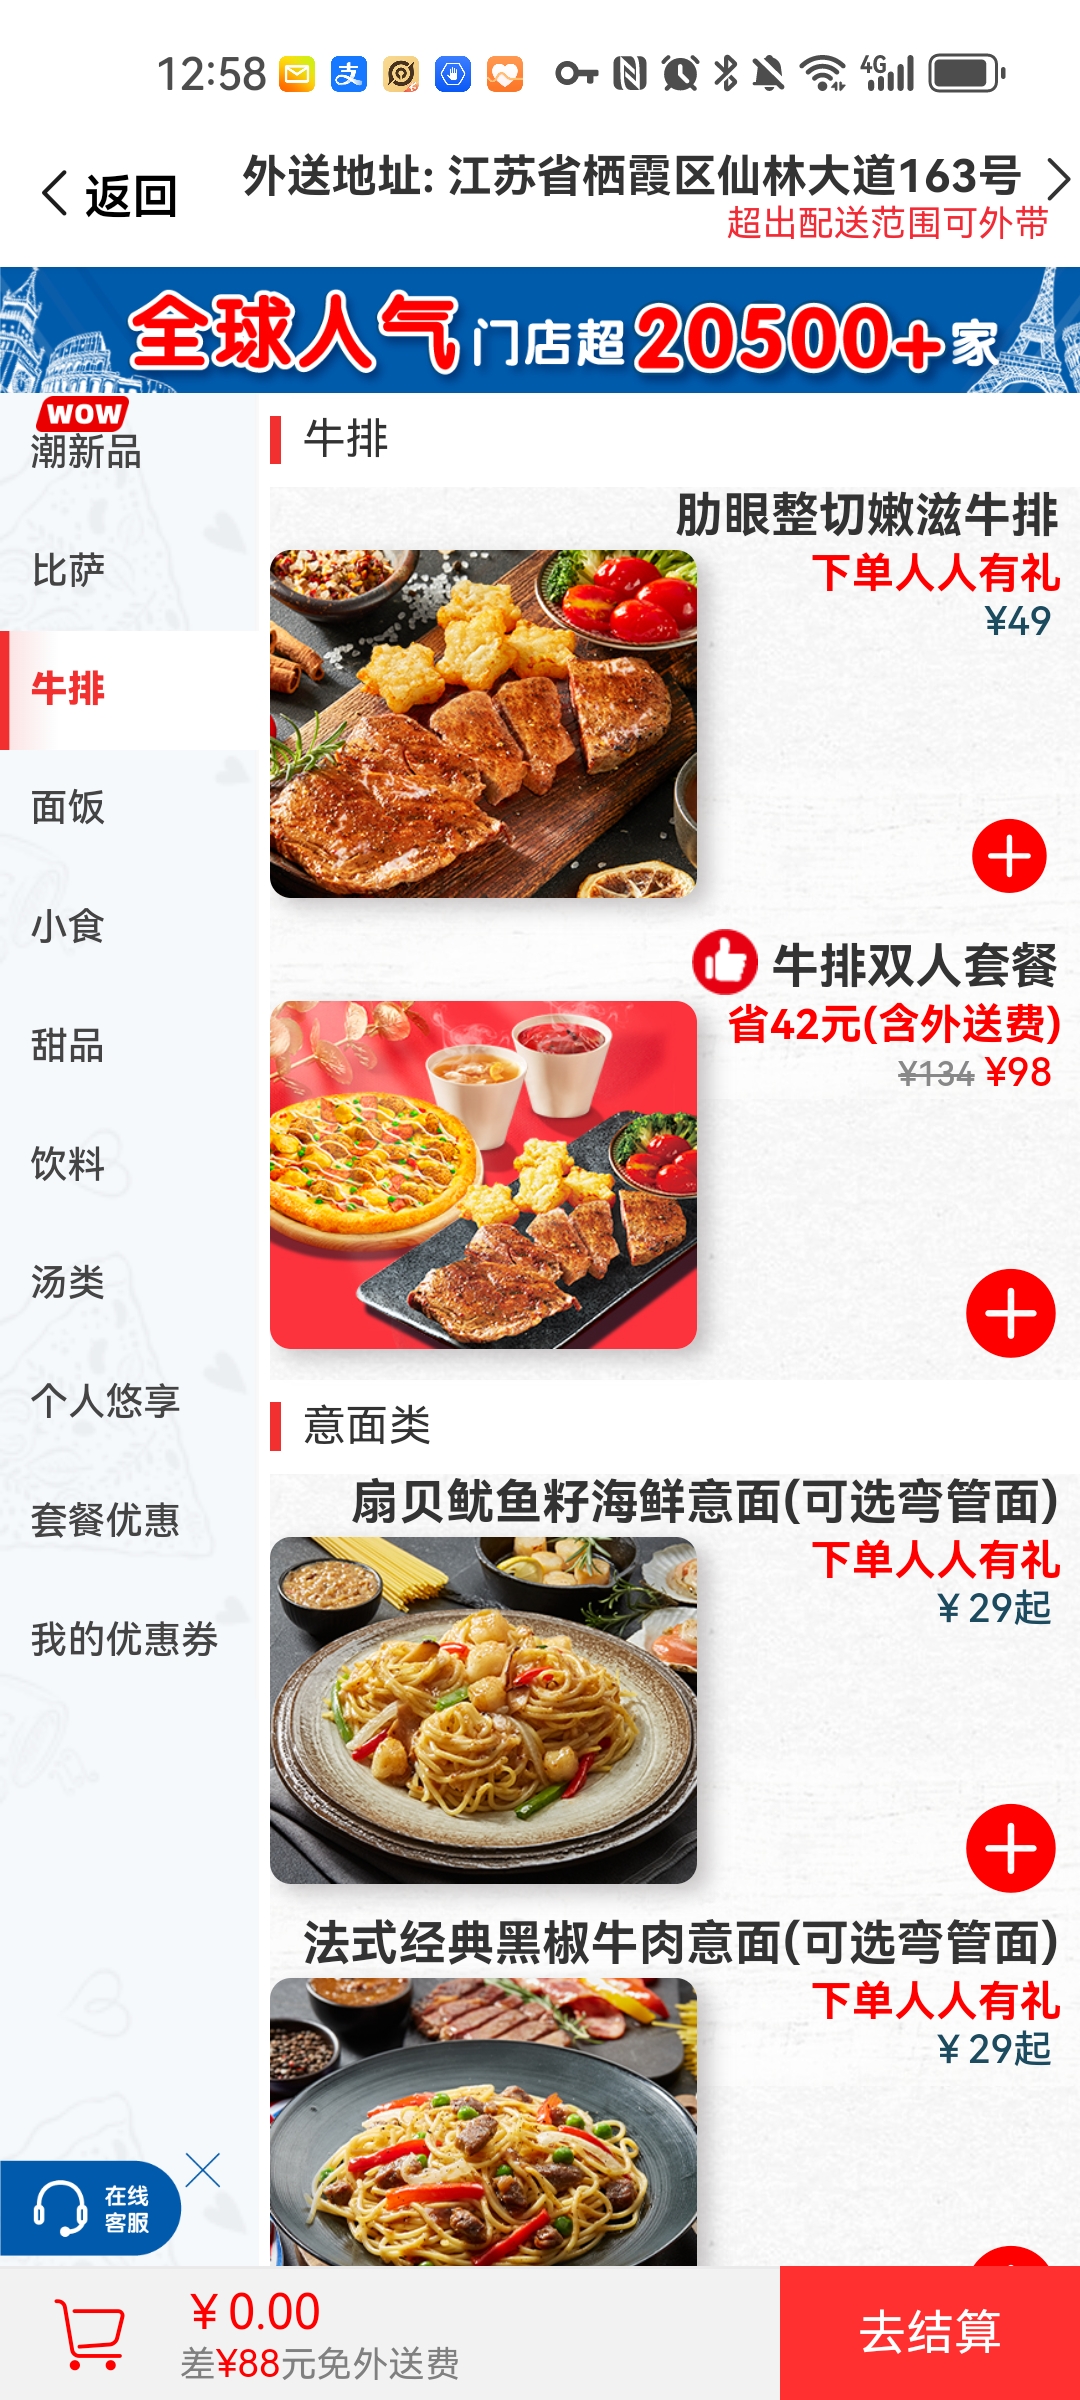 12:58
4G
返回
外送地址: 江苏省栖霞区仙林大道163号
超出配送范围可外带
全球人气 门店超20500+家
WOW
潮新品
比萨
牛排
面饭
小食
甜品
饮料
汤类
个人悠享
套餐优惠
我的优惠券
牛排
肋眼整切嫩滋牛排
下单人人有礼
¥49
牛排双人套餐
省42元(含外送费)
¥134 ¥98
意面类
扇贝鱿鱼籽海鲜意面(可选弯管面)
下单人人有礼
¥29起
法式经典黑椒牛肉意面(可选弯管面)
下单人人有礼
¥29起
在线
客服
¥0.00
差¥88元免外送费
去结算